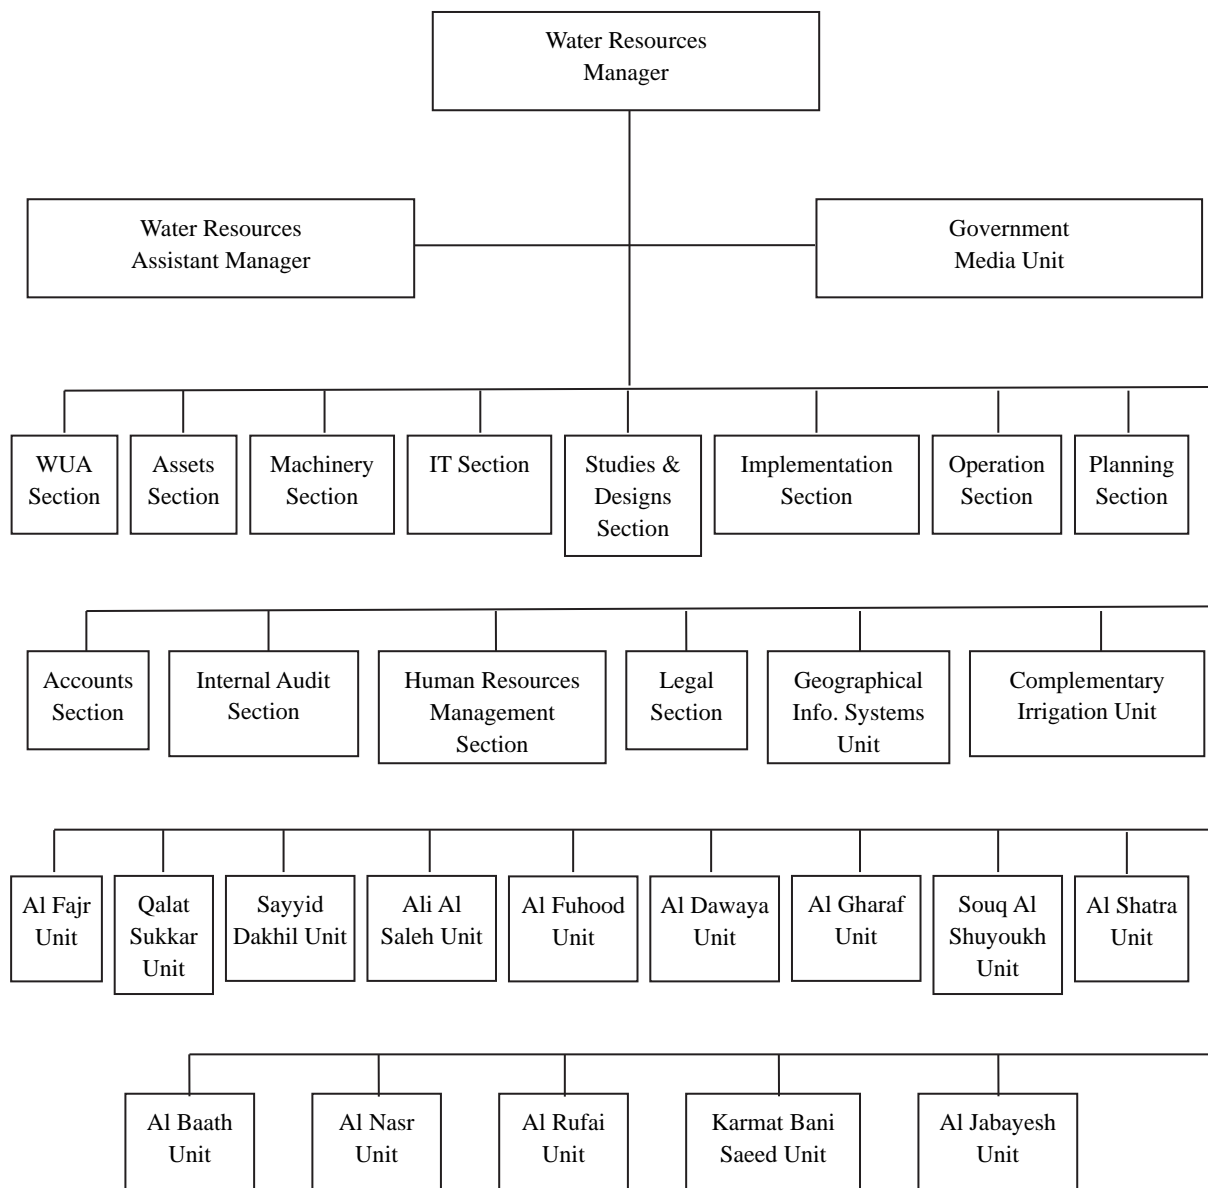 Water Resources
Manager
Water Resources
Assistant Manager
Government
Media Unit
WUA
Section
Assets
Section
Machinery
Section
IT Section
Studies &
Designs
Section
Implementation
Section
Operation
Section
Planning
Section
Accounts
Section
Internal Audit
Section
Human Resources
Management
Section
Legal
Section
Geographical
Info. Systems
Unit
Complementary
Irrigation Unit
Al Fajr
Unit
Qalat
Sukkar
Unit
Sayyid
Dakhil Unit
Ali Al
Saleh Unit
Al Fuhood
Unit
Al Dawaya
Unit
Al Gharaf
Unit
Souq Al
Shuyoukh
Unit
Al Shatra
Unit
Al Baath
Unit
Al Nasr
Unit
Al Rufai
Unit
Karmat Bani
Saeed Unit
Al Jabayesh
Unit